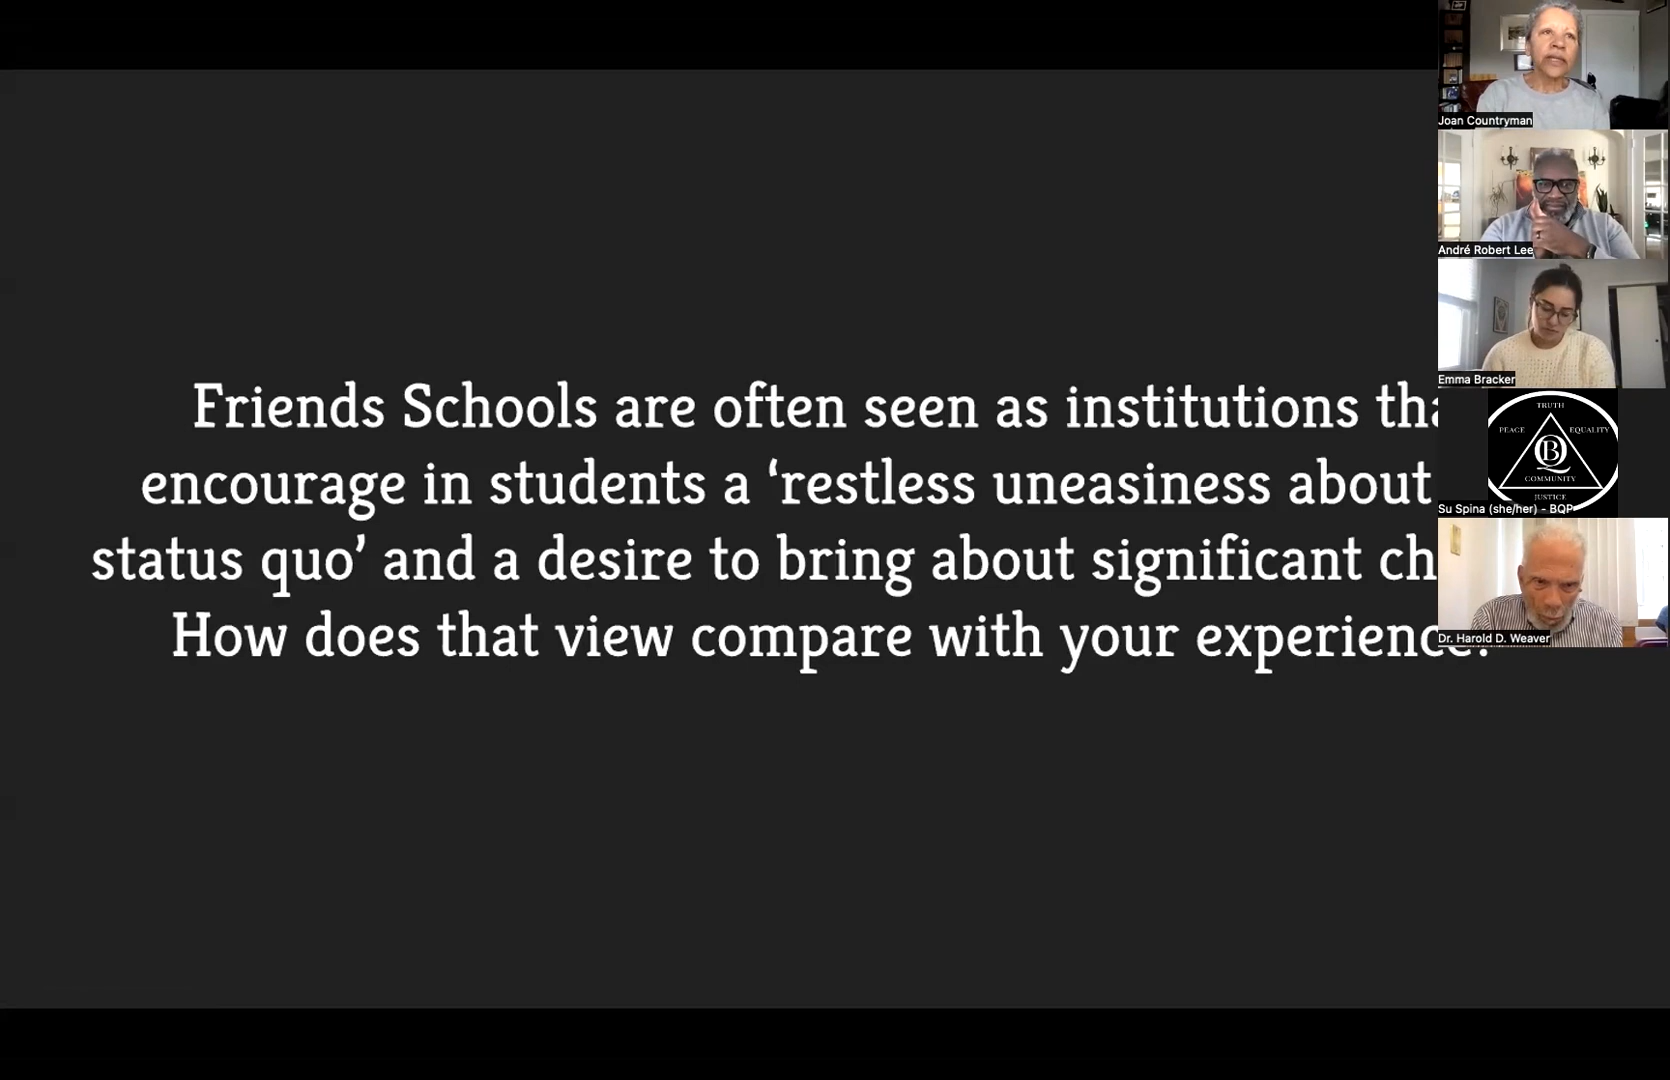 Friends Schools are often seen as institutions tha
encourage in students a ‘restless uneasiness about
status quo’ and a desire to bring about significant ch
How does that view compare with your experience?
Joan Countryman
André Robert Lee
Emma Bracker
TRUTH
PEACE
EQUALITY
BQ
COMMUNITY
JUSTICE
Su Spina (she/her) - BQP
Dr. Harold D. Weaver